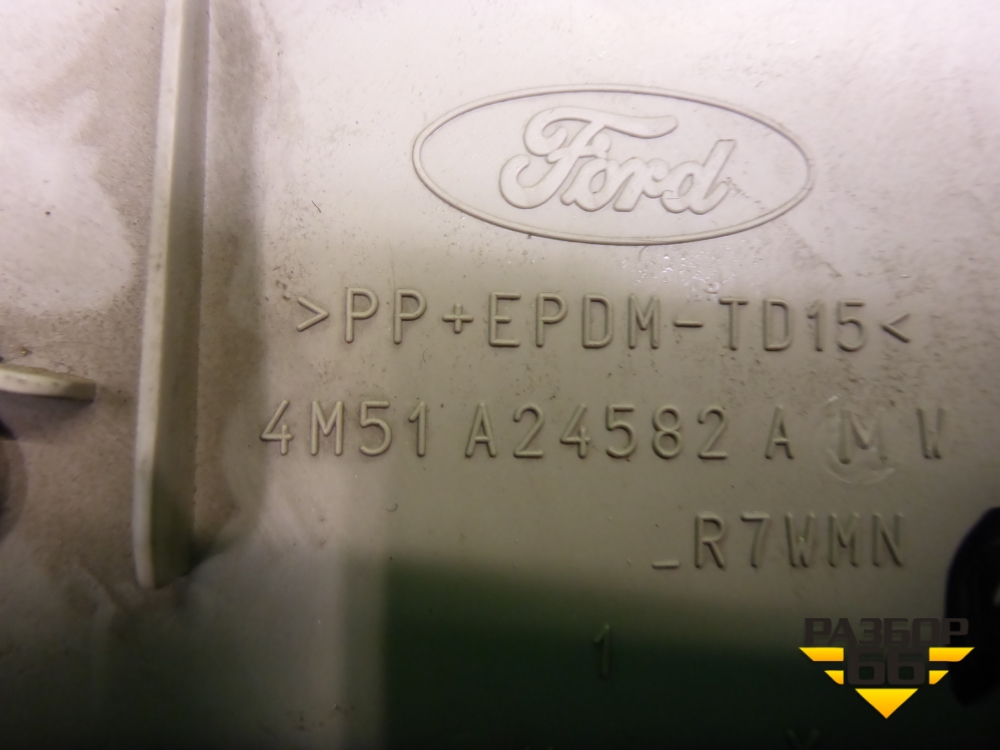 Ford
>PP+EPDM-TD15<
4M51 A24582 A M W
_R7WMN
1
РАЗБОР
66